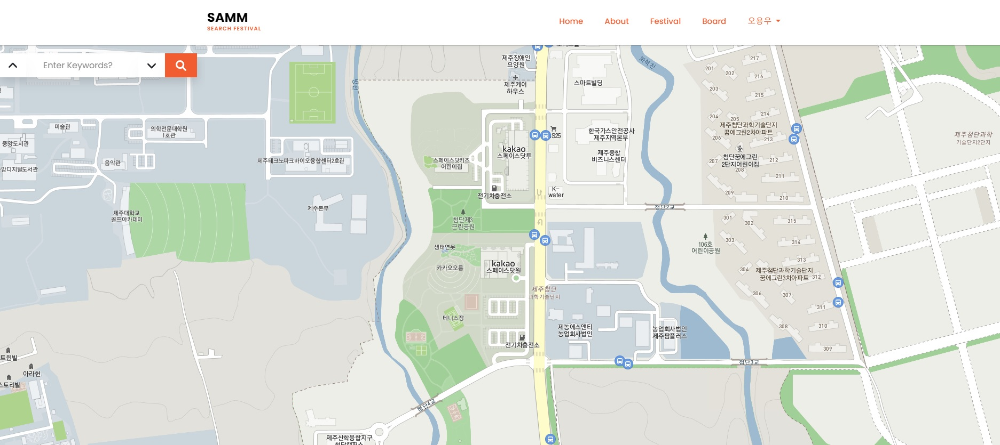 SAMM
SEARCH FESTIVAL
Home
About
Festival
Board
오용우
Enter Keywords?
제주장애인
요양원
제주케어
하우스
스마트빌딩
방천
화북천
217
201
202
216
203
215
204
205
214
제주첨단과학기술단지
꿈에그린2차아파트
206
213
첨단꿈에그린
2단지어린이집
207
208
212
211
209
210
제주첨단과학
기술단지2단지
미술관
의학전문대학원
1호관
중앙도서관
음악관
앙디지털도서관
제주테크노파크바이오융합센터2호관
스페이스닷키즈
어린이집
kakao
스페이스닷투
S25
한국가스안전공사
제주지역본부
제주종합
비즈니스센터
K-
water
전기차충전소
첨단2교
제주대학교
골프아카데미
제주본부
첨단제3
근린공원
생태연못
카카오오름
kakao
스페이스닷원
제주첨단
과학기술단지
106호
어린이공원
301
302
315
303
314
313
304
제주첨단과학기술단지
꿈에그린3차아파트
312
306
307
311
308
310
309
테니스장
전기차충전소
제농에스앤티
농업회사법인
농업회사법인
제주팜플러스
첨단3교
트윈빌
아라헌
스토리빌
첨단4교
제주산학융합지구
첨단캠퍼스